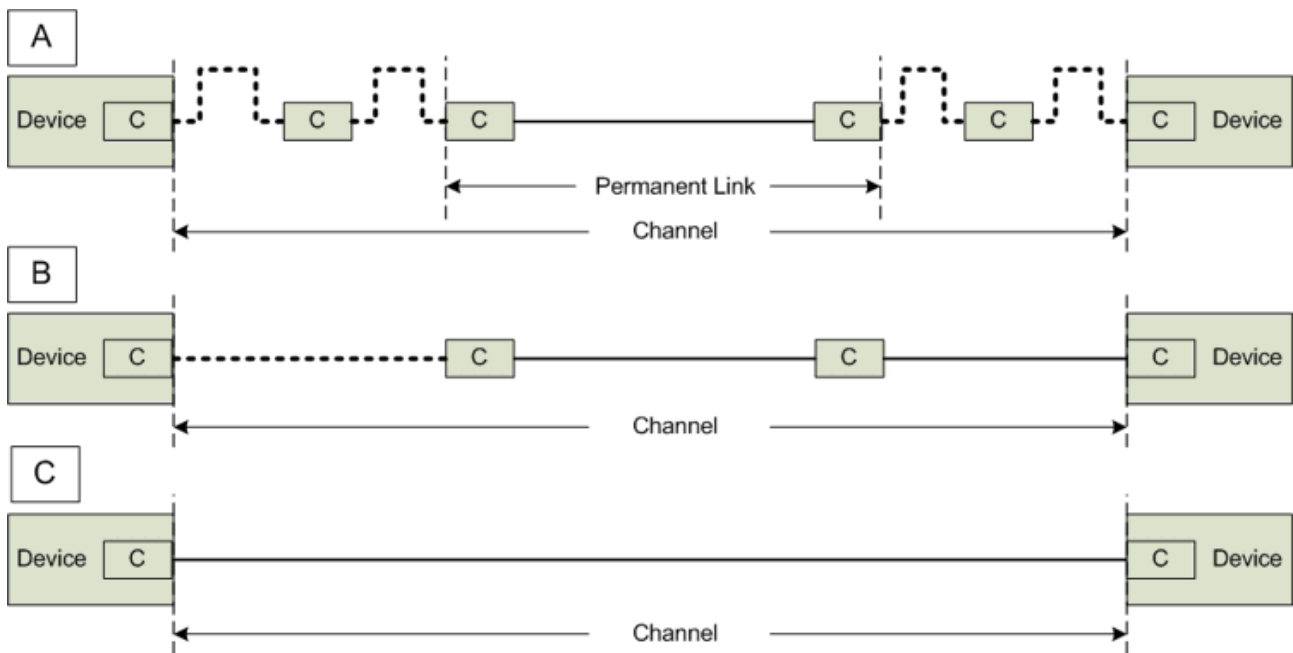 A
Device C C C C C C Device
Permanent Link
Channel
B
Device C C C C Device
Channel
C
Device C C Device
Channel